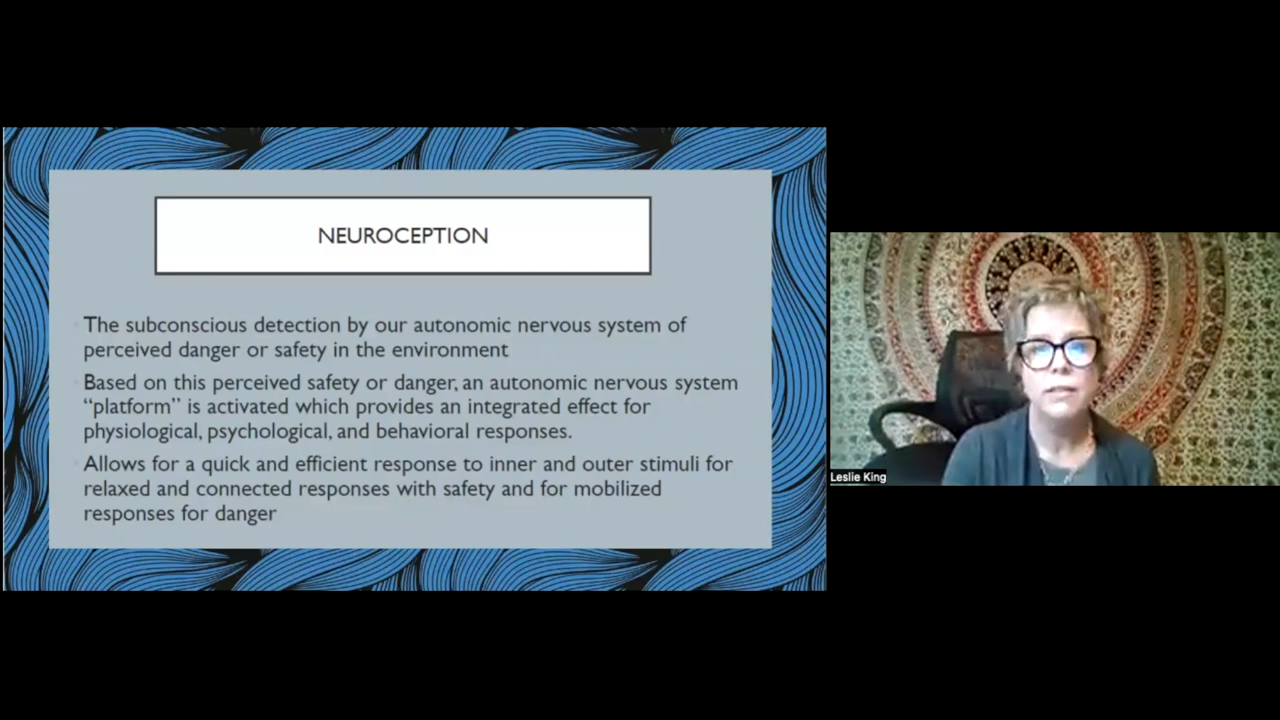 NEUROCEPTION
The subconscious detection by our autonomic nervous system of
perceived danger or safety in the environment
Based on this perceived safety or danger, an autonomic nervous system
“platform” is activated which provides an integrated effect for
physiological, psychological, and behavioral responses.
Allows for a quick and efficient response to inner and outer stimuli for
relaxed and connected responses with safety and for mobilized
responses for danger
Leslie King